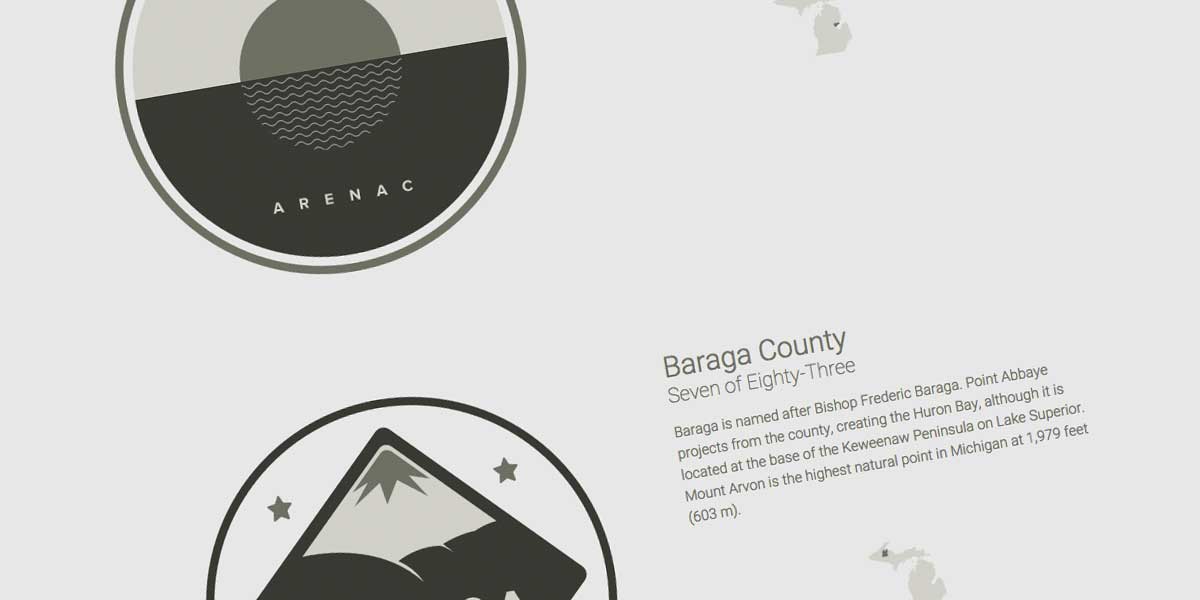 ARENAC
Baraga County
Seven of Eighty-Three
Baraga is named after Bishop Frederic Baraga. Point Abbaye
projects from the county, creating the Huron Bay, although it is
located at the base of the Keweenaw Peninsula on Lake Superior.
Mount Arvon is the highest natural point in Michigan at 1,979 feet
(603 m).